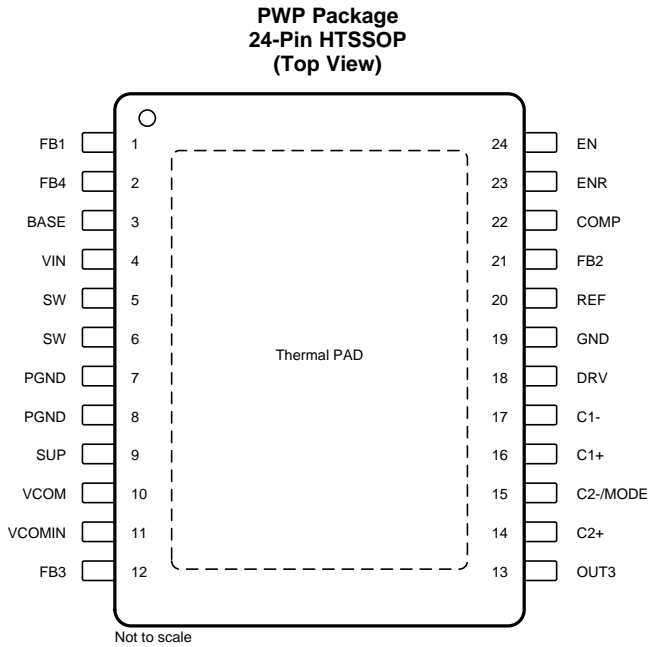 PWP Package
24-Pin HTSSOP
(Top View)
FB1 1 24 EN
FB4 2 23 ENR
BASE 3 22 COMP
VIN 4 21 FB2
SW 5 20 REF
SW 6 19 GND
Thermal PAD
PGND 7 18 DRV
PGND 8 17 C1-
SUP 9 16 C1+
VCOM 10 15 C2-/MODE
VCOMIN 11 14 C2+
FB3 12 13 OUT3
Not to scale